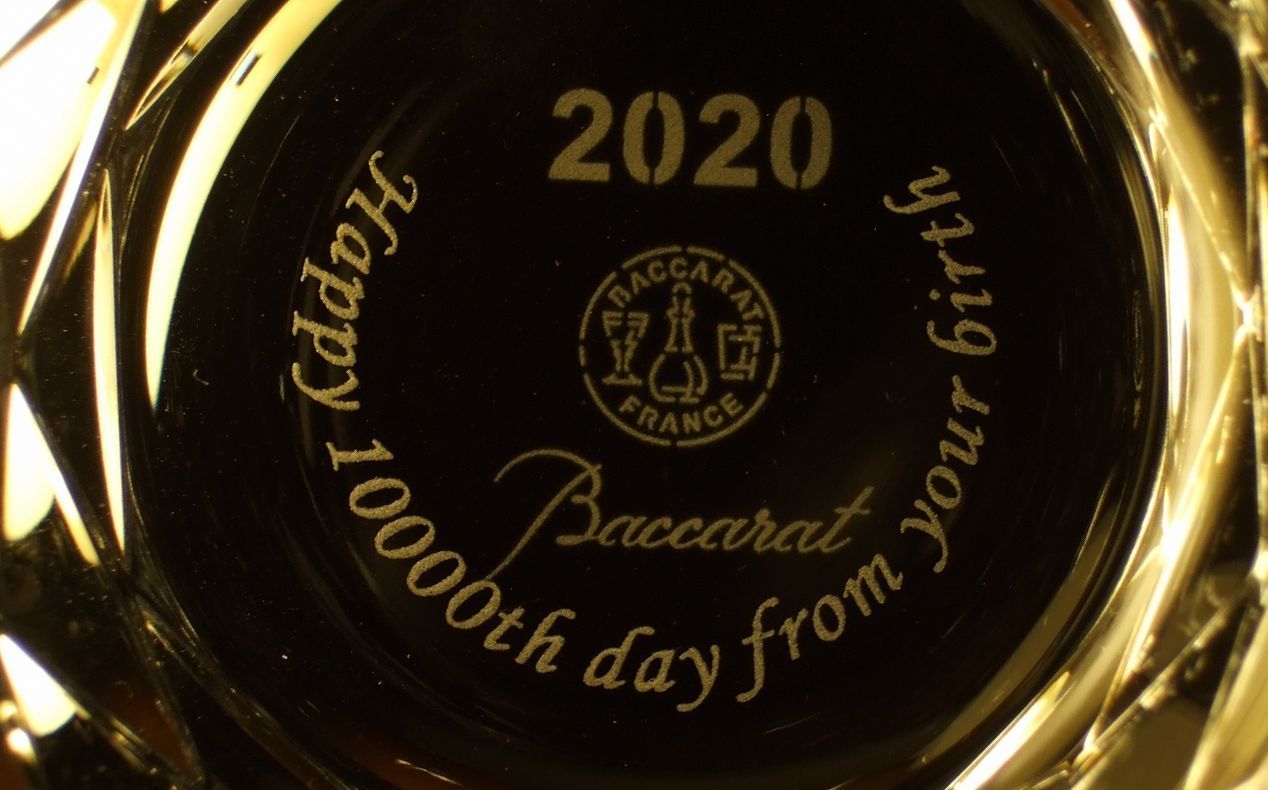 2020
BACCARAT
FRANCE
Baccarat
Happy 10000th day from your birth